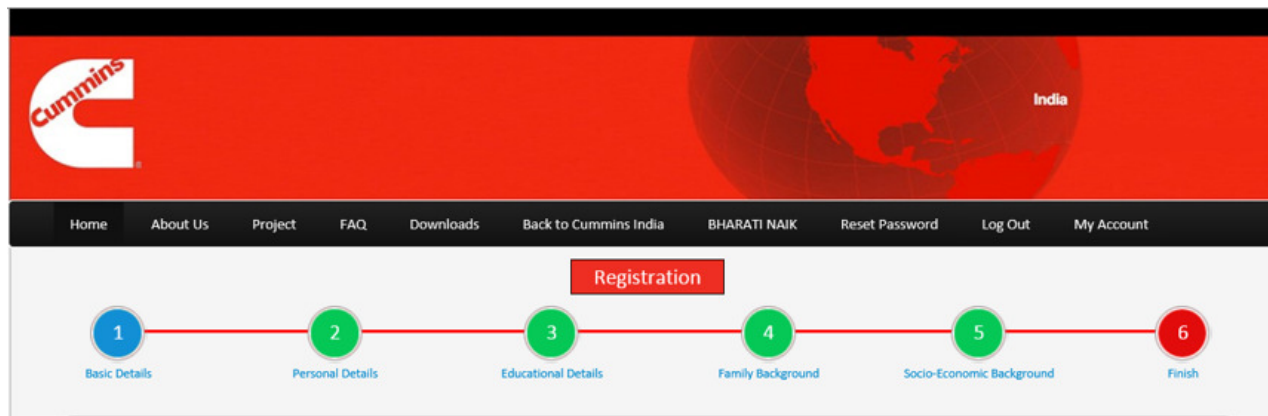 Cummins
India
Home About Us Project FAQ Downloads Back to Cummins India BHARATI NAIK Reset Password Log Out My Account
Registration
1 2 3 4 5 6
Basic Details Personal Details Educational Details Family Background Socio-Economic Background Finish